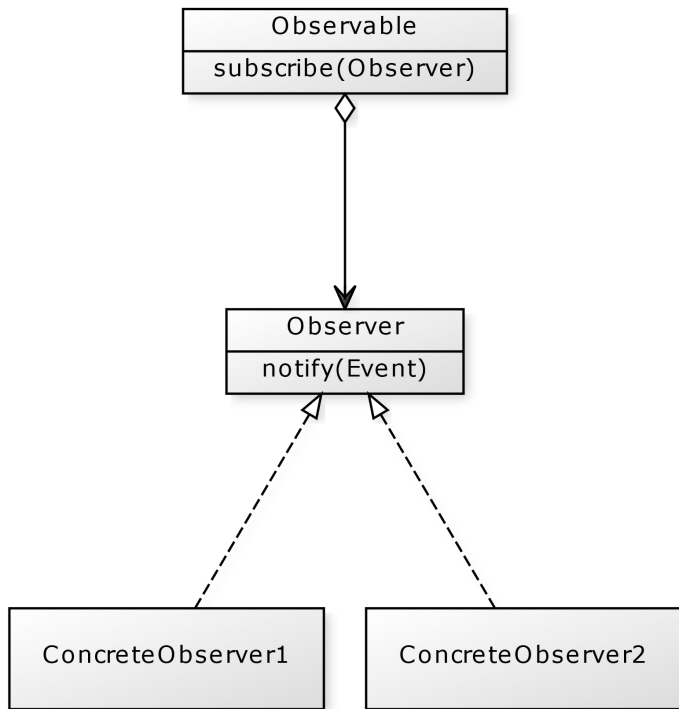 Observable
subscribe(Observer)
Observer
notify(Event)
ConcreteObserver1
ConcreteObserver2